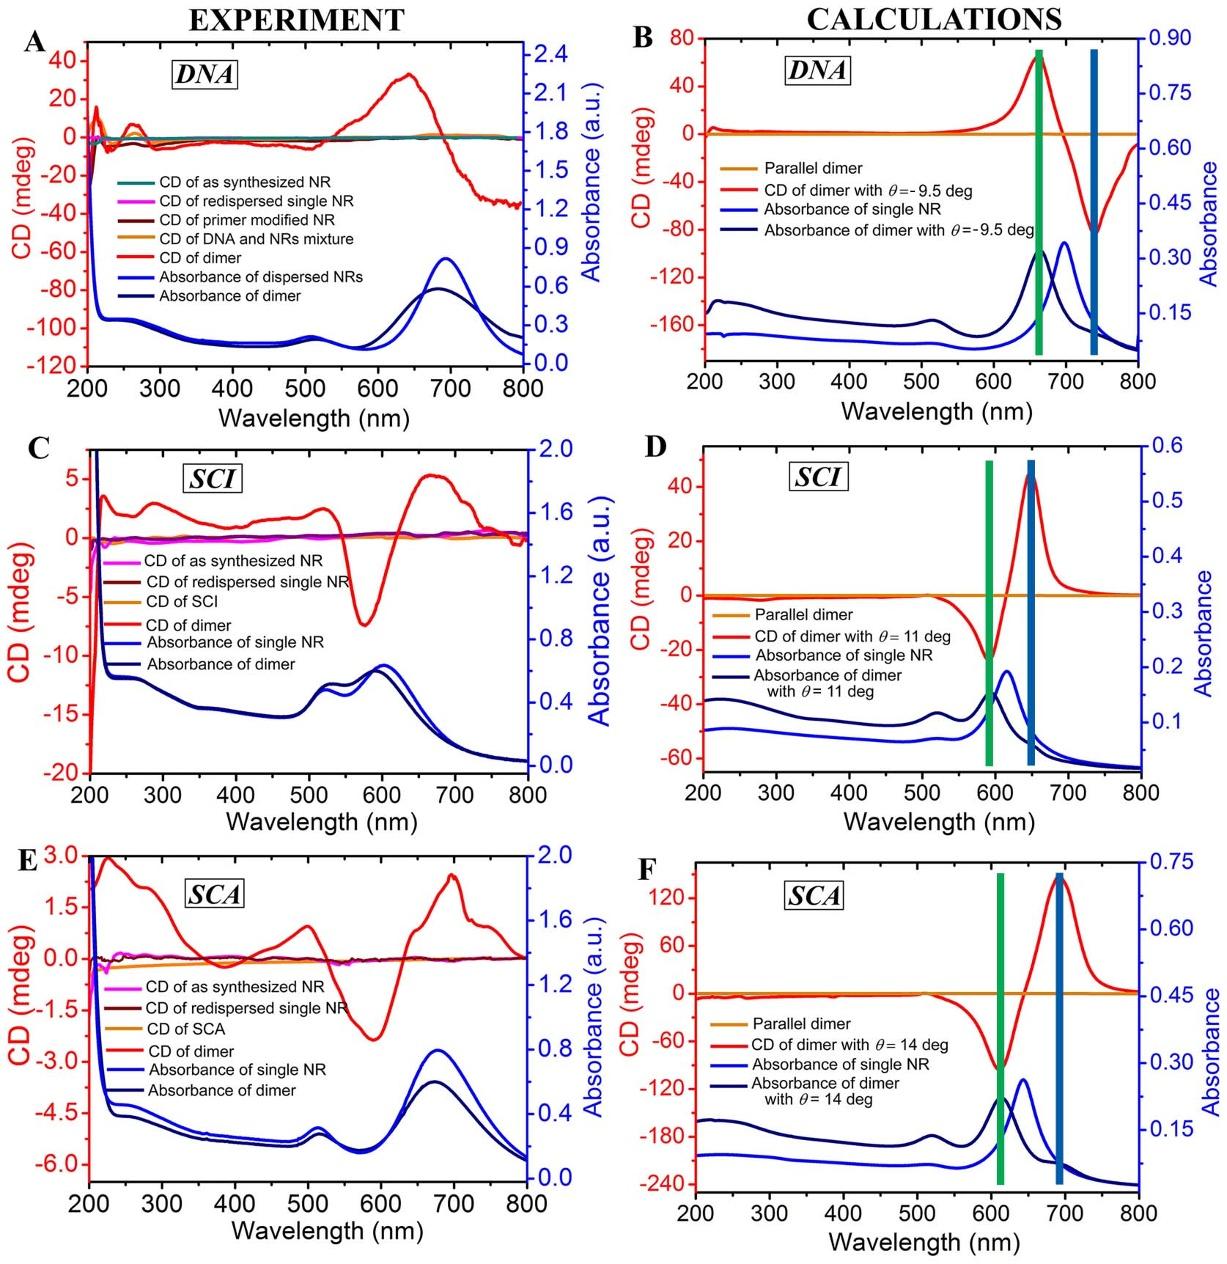 EXPERIMENT
CALCULATIONS
A
DNA
40
20
0
-20
-40
-60
-80
-100
-120
CD (mdeg)
2.4
2.1
1.8
1.5
1.2
0.9
0.6
0.3
0.0
Absorbance (a.u.)
CD of as synthesized NR
CD of redispersed single NR
CD of primer modified NR
CD of DNA and NRs mixture
CD of dimer
Absorbance of dispersed NRs
Absorbance of dimer
200 300 400 500 600 700 800
Wavelength (nm)
B
DNA
80
40
0
-40
-80
-120
-160
CD (mdeg)
0.90
0.75
0.60
0.45
0.30
0.15
Absorbance
Parallel dimer
CD of dimer with θ=-9.5 deg
Absorbance of single NR
Absorbance of dimer with θ=-9.5 deg
200 300 400 500 600 700 800
Wavelength (nm)
C
SCI
5
0
-5
-10
-15
-20
CD (mdeg)
2.0
1.6
1.2
0.8
0.4
0.0
Absorbance (a.u.)
CD of as synthesized NR
CD of redispersed single NR
CD of SCI
CD of dimer
Absorbance of single NR
Absorbance of dimer
200 300 400 500 600 700 800
Wavelength (nm)
D
SCI
40
20
0
-20
-40
-60
CD (mdeg)
0.6
0.5
0.4
0.3
0.2
0.1
Absorbance
Parallel dimer
CD of dimer with θ=11 deg
Absorbance of single NR
Absorbance of dimer
with θ=11 deg
200 300 400 500 600 700 800
Wavelength (nm)
E
SCA
3.0
1.5
0.0
-1.5
-3.0
-4.5
-6.0
CD (mdeg)
2.0
1.6
1.2
0.8
0.4
0.0
Absorbance (a.u.)
CD of as synthesized NR
CD of redispersed single NR
CD of SCA
CD of dimer
Absorbance of single NR
Absorbance of dimer
200 300 400 500 600 700 800
Wavelength (nm)
F
SCA
120
60
0
-60
-120
-180
-240
CD (mdeg)
0.75
0.60
0.45
0.30
0.15
Absorbance
Parallel dimer
CD of dimer with θ=14 deg
Absorbance of single NR
Absorbance of dimer
with θ=14 deg
200 300 400 500 600 700 800
Wavelength (nm)